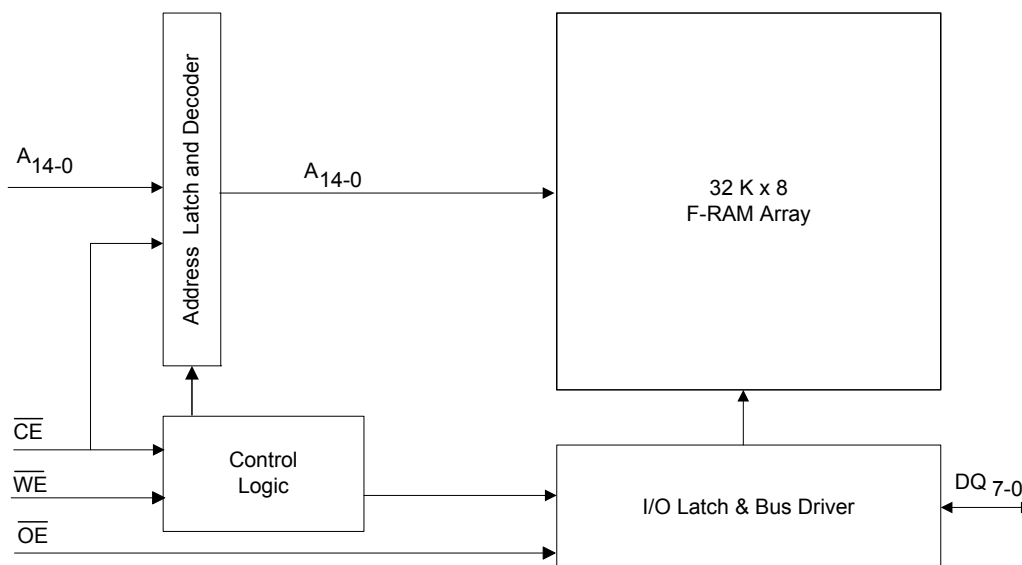 Address Latch and Decoder
A14-0
A14-0
32 K x 8
F-RAM Array
CE
WE
OE
Control
Logic
I/O Latch & Bus Driver
DQ 7-0